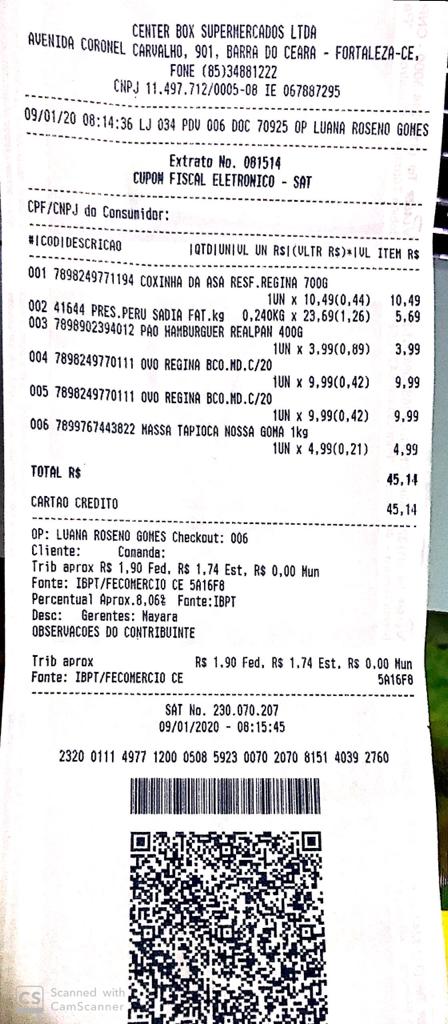 CENTER BOX SUPERMERCADOS LTDA
AVENIDA CORONEL CARVALHO, 901, BARRA DO CEARA - FORTALEZA-CE,
FONE (85)34881222
CNPJ 11.497.712/0005-08 IE 067887295
09/01/20 08:14:36 LJ 034 PDV 006 DOC 70925 OP LUANA ROSENO GOMES
Extrato No. 081514
CUPOM FISCAL ELETRONICO - SAT
CPF/CNPJ do Consumidor:
#|COD|DESCRICAO |QTD|UN|VL UN R$|(VLTR R$)*|VL ITEM R$
001 7898249771194 COXINHA DA ASA RESF.REGINA 700G
1UN x 10,49(0,44) 10,49
002 41644 PRES.PERU SADIA FAT.kg 0,240KG x 23,69(1,26) 5,69
003 7898902394012 PAO HAMBURGUER REALPAN 400G
1UN x 3,99(0,89) 3,99
004 7898249770111 OVO REGINA BCO.MD.C/20
1UN x 9,99(0,42) 9,99
005 7898249770111 OVO REGINA BCO.MD.C/20
1UN x 9,99(0,42) 9,99
006 7899767443822 MASSA TAPIOCA NOSSA GOMA 1kg
1UN x 4,99(0,21) 4,99
TOTAL R$ 45,14
CARTAO CREDITO 45,14
OP: LUANA ROSENO GOMES Checkout: 006
Cliente: Comanda:
Trib aprox R$ 1,90 Fed, R$ 1,74 Est, R$ 0,00 Mun
Fonte: IBPT/FECOMERCIO CE 5A16F8
Percentual Aprox.8,06% Fonte:IBPT
Desc: Gerentes: Mayara
OBSERVACOES DO CONTRIBUINTE
Trib aprox R$ 1,90 Fed, R$ 1,74 Est, R$ 0,00 Mun
Fonte: IBPT/FECOMERCIO CE 5A16F8
SAT No. 230.070.207
09/01/2020 - 08:15:45
2320 0111 4977 1200 0508 5923 0070 2070 8151 4039 2760
CS Scanned with
CamScanner